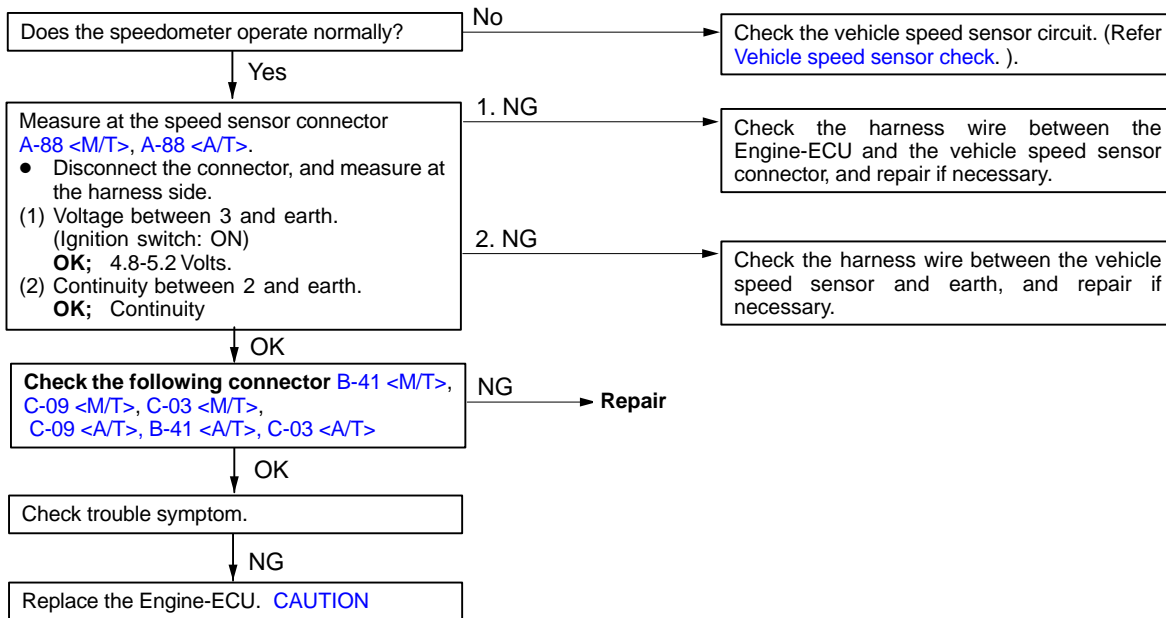 Does the speedometer operate normally?
No
Check the vehicle speed sensor circuit. (Refer
Vehicle speed sensor check. ).
Yes
Measure at the speed sensor connector
A-88 <M/T>, A-88 <A/T>.
● Disconnect the connector, and measure at
the harness side.
(1) Voltage between 3 and earth.
(Ignition switch: ON)
OK; 4.8-5.2 Volts.
(2) Continuity between 2 and earth.
OK; Continuity
1. NG
Check the harness wire between the
Engine-ECU and the vehicle speed sensor
connector, and repair if necessary.
2. NG
Check the harness wire between the vehicle
speed sensor and earth, and repair if
necessary.
OK
Check the following connector B-41 <M/T>,
C-09 <M/T>, C-03 <M/T>,
C-09 <A/T>, B-41 <A/T>, C-03 <A/T>
NG
Repair
OK
Check trouble symptom.
NG
Replace the Engine-ECU. CAUTION